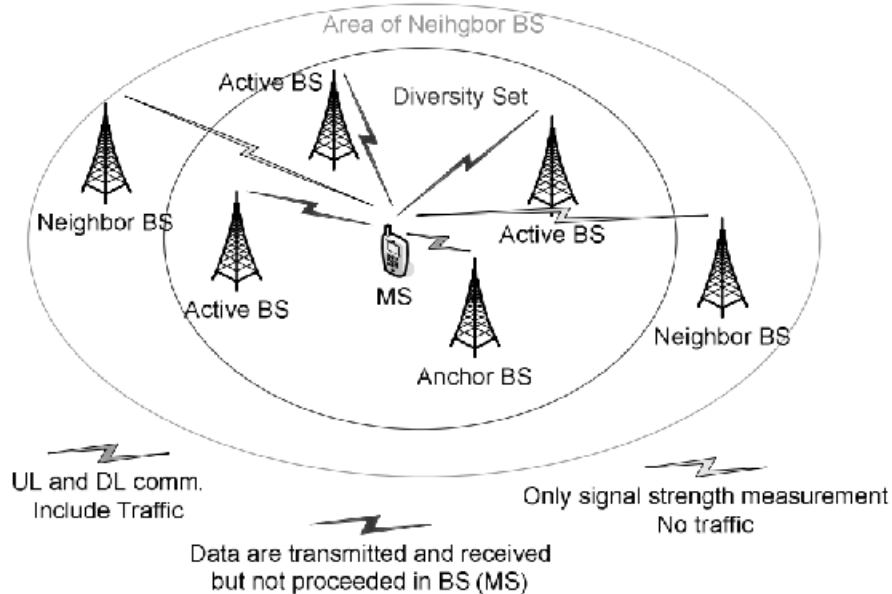 Area of Neihgbor BS
Active BS
Diversity Set
Neighbor BS
Active BS
Active BS
MS
Neighbor BS
Anchor BS
UL and DL comm.
Include Traffic
Only signal strength measurement
No traffic
Data are transmitted and received
but not proceeded in BS (MS)